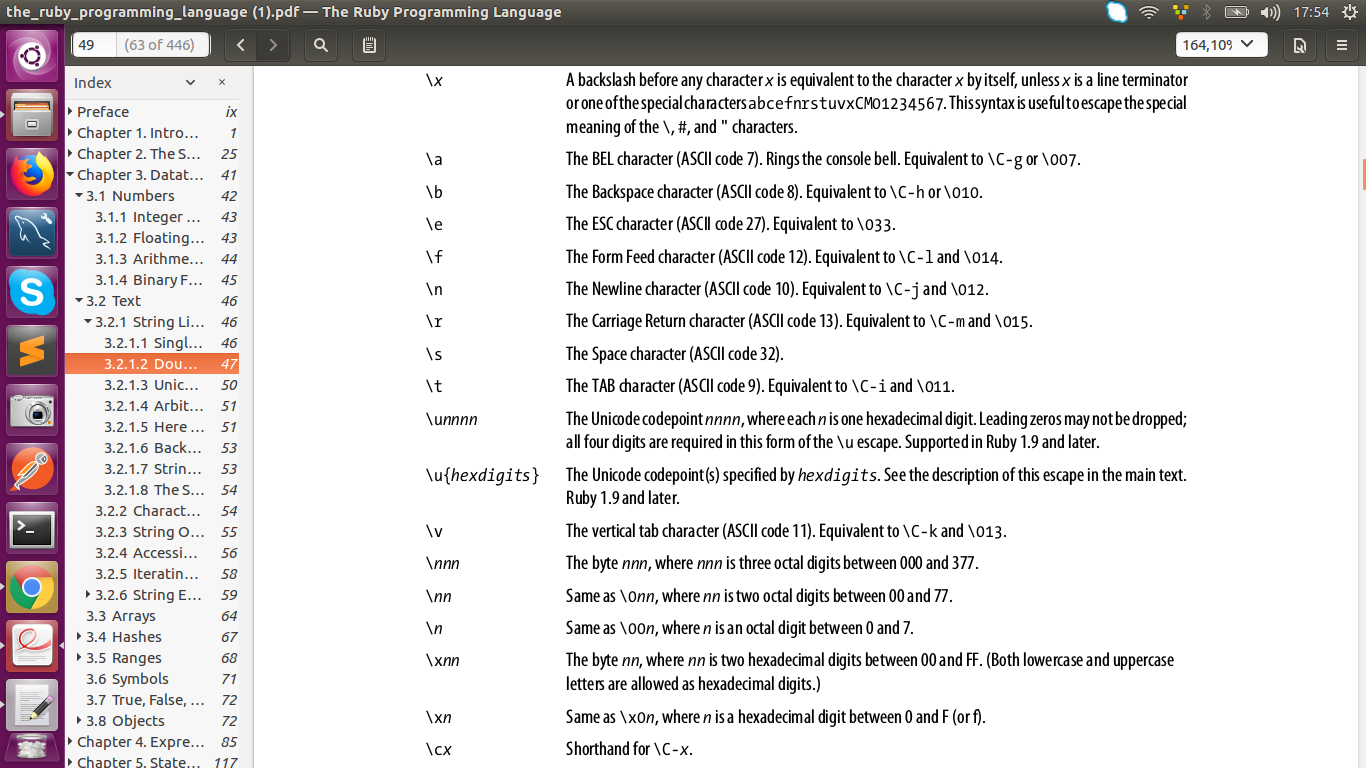 the_ruby_programming_language (1).pdf — The Ruby Programming Language
17:54
49 (63 of 446)
164,10%
Index
Preface ix
Chapter 1. Intro… 1
Chapter 2. The S… 25
Chapter 3. Datat… 41
3.1 Numbers 42
3.1.1 Integer … 43
3.1.2 Floating… 43
3.1.3 Arithme… 44
3.1.4 Binary F… 45
3.2 Text 46
3.2.1 String Li… 46
3.2.1.1 Singl… 46
3.2.1.2 Dou… 47
3.2.1.3 Unic… 50
3.2.1.4 Arbit… 51
3.2.1.5 Here … 51
3.2.1.6 Back… 53
3.2.1.7 Strin… 53
3.2.1.8 The S… 54
3.2.2 Charact… 54
3.2.3 String O… 55
3.2.4 Accessi… 56
3.2.5 Iteratin… 58
3.2.6 String E… 59
3.3 Arrays 64
3.4 Hashes 67
3.5 Ranges 68
3.6 Symbols 71
3.7 True, False, … 72
3.8 Objects 72
Chapter 4. Expre… 85
Chapter 5. State… 117
\x A backslash before any character x is equivalent to the character x by itself, unless x is a line terminator
or one of the special characters abcefnrstuvxCMO1234567. This syntax is useful to escape the special
meaning of the \, #, and " characters.
\a The BEL character (ASCII code 7). Rings the console bell. Equivalent to \C-g or \007.
\b The Backspace character (ASCII code 8). Equivalent to \C-h or \010.
\e The ESC character (ASCII code 27). Equivalent to \033.
\f The Form Feed character (ASCII code 12). Equivalent to \C-l and \014.
\n The Newline character (ASCII code 10). Equivalent to \C-j and \012.
\r The Carriage Return character (ASCII code 13). Equivalent to \C-m and \015.
\s The Space character (ASCII code 32).
\t The TAB character (ASCII code 9). Equivalent to \C-i and \011.
\unnnn The Unicode codepoint nnnn, where each n is one hexadecimal digit. Leading zeros may not be dropped;
all four digits are required in this form of the \u escape. Supported in Ruby 1.9 and later.
\u{hexdigits} The Unicode codepoint(s) specified by hexdigits. See the description of this escape in the main text.
Ruby 1.9 and later.
\v The vertical tab character (ASCII code 11). Equivalent to \C-k and \013.
\nnn The byte nnn, where nnn is three octal digits between 000 and 377.
\nn Same as \0nn, where nn is two octal digits between 00 and 77.
\n Same as \00n, where n is an octal digit between 0 and 7.
\xnn The byte nn, where nn is two hexadecimal digits between 00 and FF. (Both lowercase and uppercase
letters are allowed as hexadecimal digits.)
\xn Same as \x0n, where n is a hexadecimal digit between 0 and F (or f).
\cx Shorthand for \C-x.